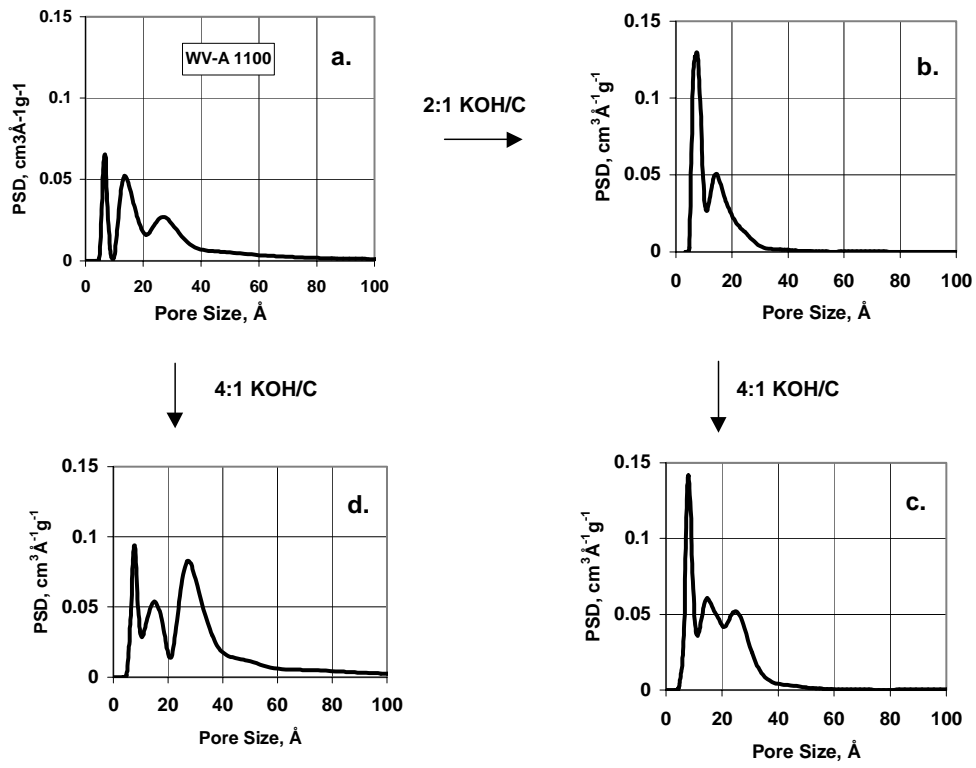 0.15
WV-A 1100
a.
0.1
0.05
0
PSD, cm3Å-1g-1
0 20 40 60 80 100
Pore Size, Å
2:1 KOH/C
0.15
b.
0.1
0.05
0
PSD, cm³Å⁻¹g⁻¹
0 20 40 60 80 100
Pore Size, Å
4:1 KOH/C
4:1 KOH/C
0.15
d.
0.1
0.05
0
PSD, cm³Å⁻¹g⁻¹
0 20 40 60 80 100
Pore Size, Å
0.15
c.
0.1
0.05
0
PSD, cm³Å⁻¹g⁻¹
0 20 40 60 80 100
Pore Size, Å